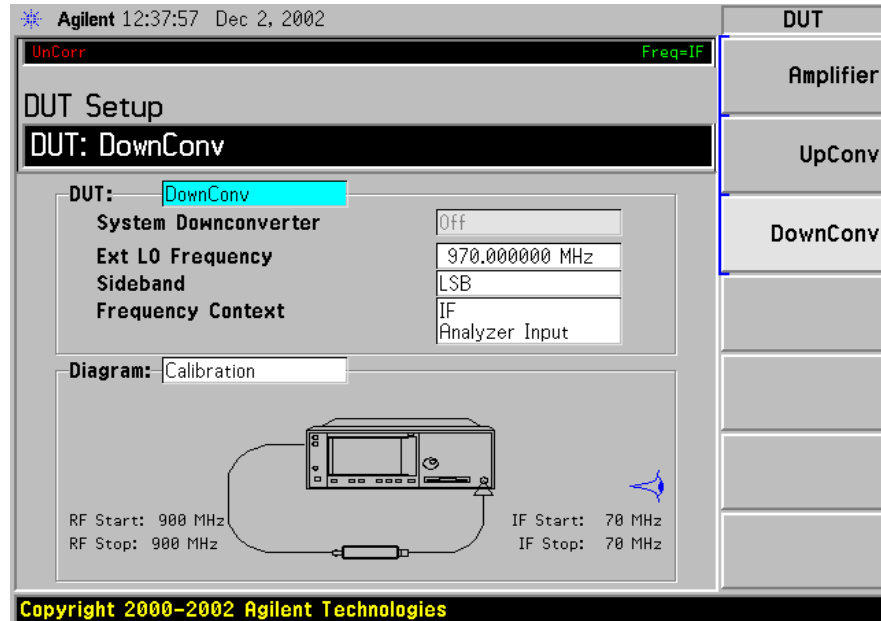 Agilent 12:37:57 Dec 2, 2002
DUT
UnCorr Freq=IF
Amplifier
DUT Setup
DUT: DownConv
UpConv
DUT: DownConv
System Downconverter Off
DownConv
Ext LO Frequency 970.000000 MHz
Sideband LSB
Frequency Context IF
Analyzer Input
Diagram: Calibration
RF Start: 900 MHz IF Start: 70 MHz
RF Stop: 900 MHz IF Stop: 70 MHz
Copyright 2000-2002 Agilent Technologies